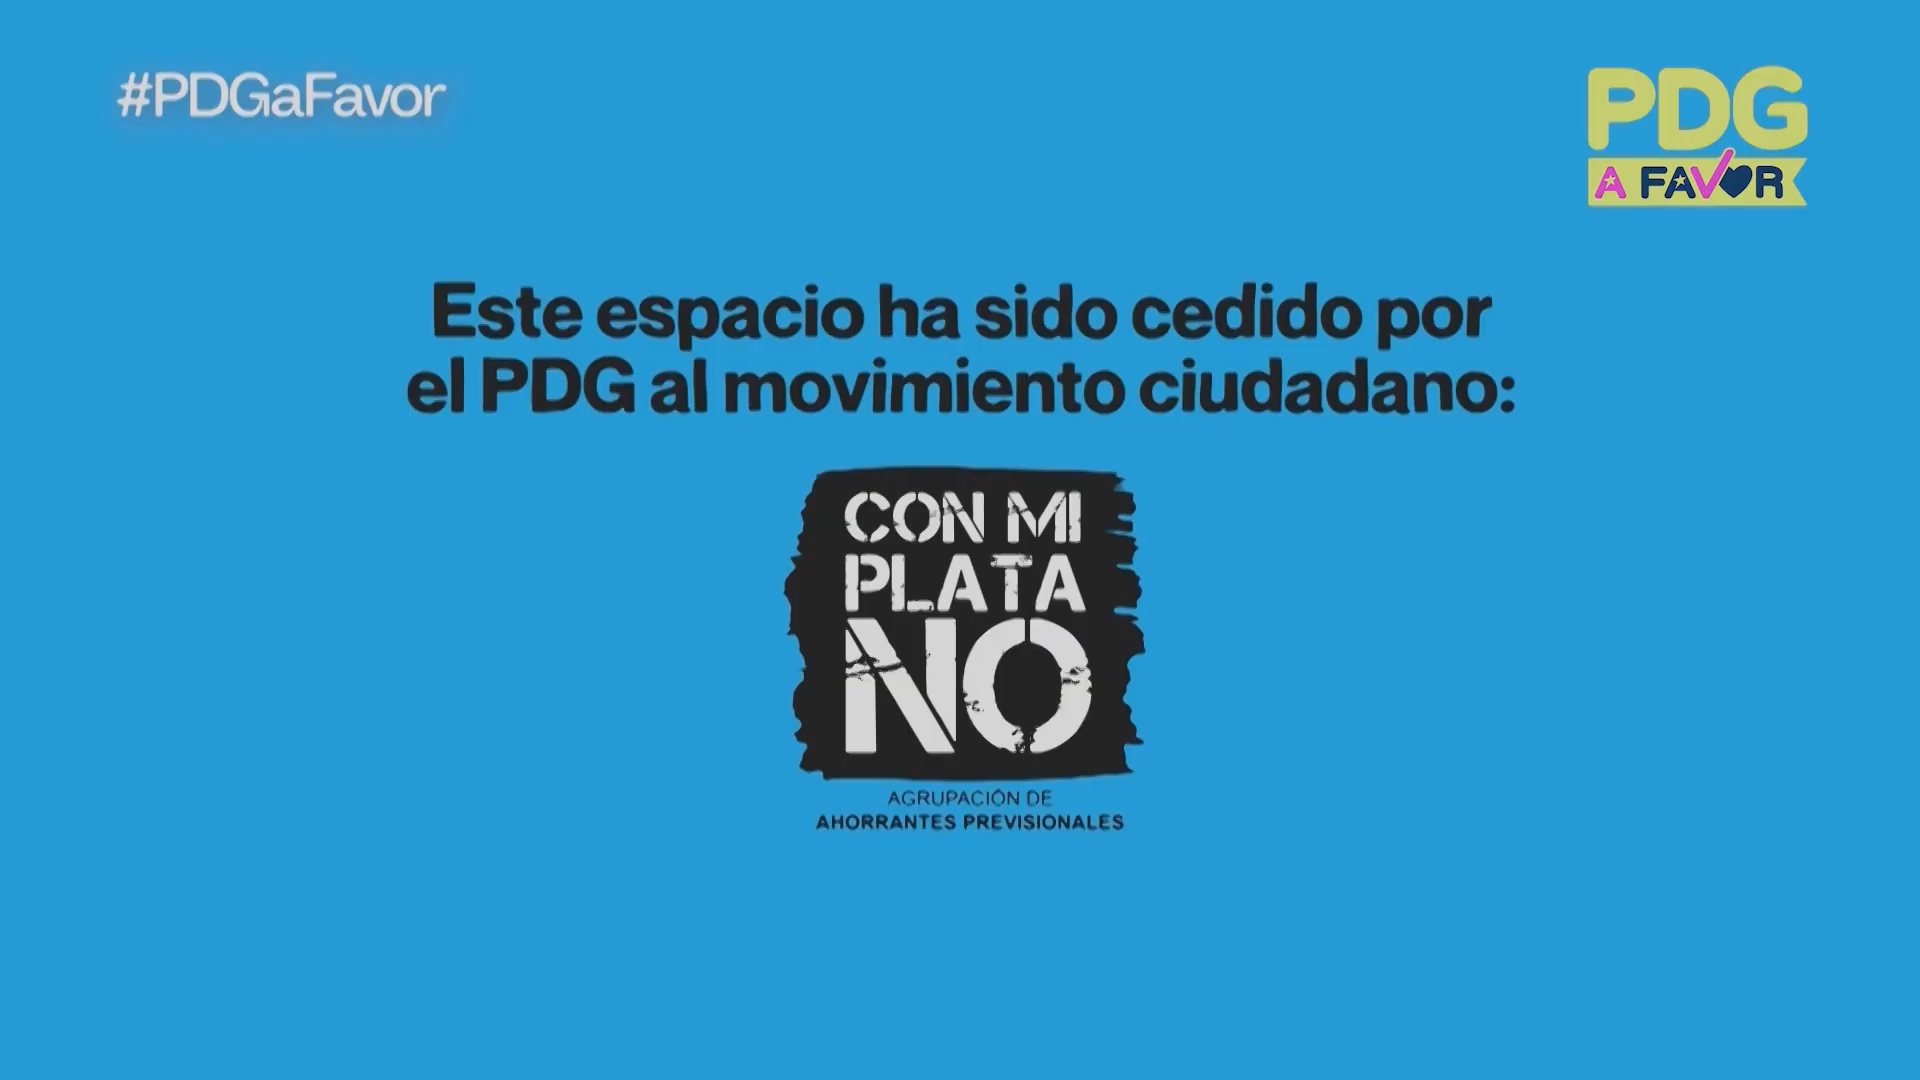 #PDGaFavor
PDG
A FAVOR
Este espacio ha sido cedido por
el PDG al movimiento ciudadano:
CON MI
PLATA
NO
AGRUPACIÓN DE
AHORRANTES PREVISIONALES